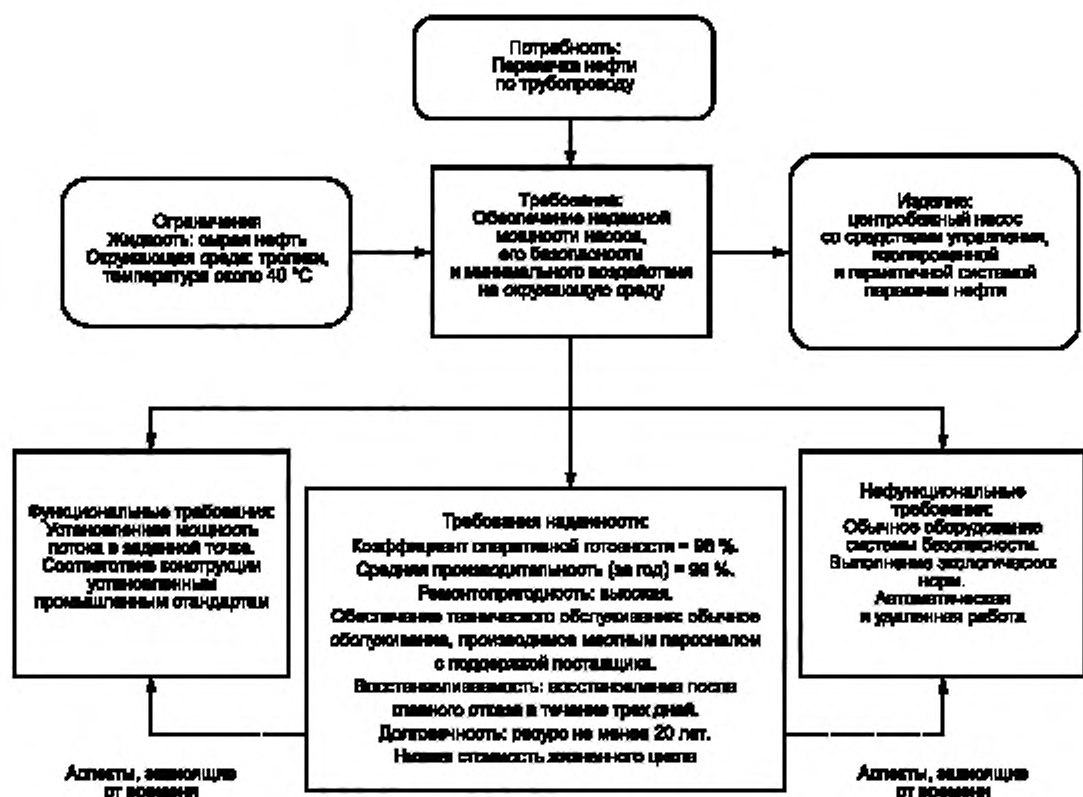 Потребность:
Перекачка нефти
по трубопроводу
Ограничения
Жидкость: сырая нефть
Окружающая среда: тропики,
температура около 40 °С
Требования:
Обеспечение надежной
мощности насоса,
его безопасности
и минимального воздействия
на окружающую среду
Изделие:
центробежный насос
со средствами управления,
изолированной
и герметичной системой
перекачки нефти
Функциональные требования:
Установленная мощность
потока в заданной точке.
Соответствие конструкции
установленным
промышленным стандартам
Требования надежности:
Коэффициент оперативной готовности = 98 %.
Средняя производительность (за год) = 99 %.
Ремонтопригодность: высокая.
Обеспечение технического обслуживания: обычное
обслуживание, производимое местным персоналом
с поддержкой поставщика.
Восстанавливаемость: восстановление после
главного отказа в течение трех дней.
Долговечность: ресурс не менее 20 лет.
Низкая стоимость жизненного цикла
Нефункциональные
требования:
Обычное оборудование
системы безопасности.
Выполнение экологических
норм.
Автоматическая
и удаленная работа
Аспекты, зависящие
от времени
Аспекты, зависящие
от времени